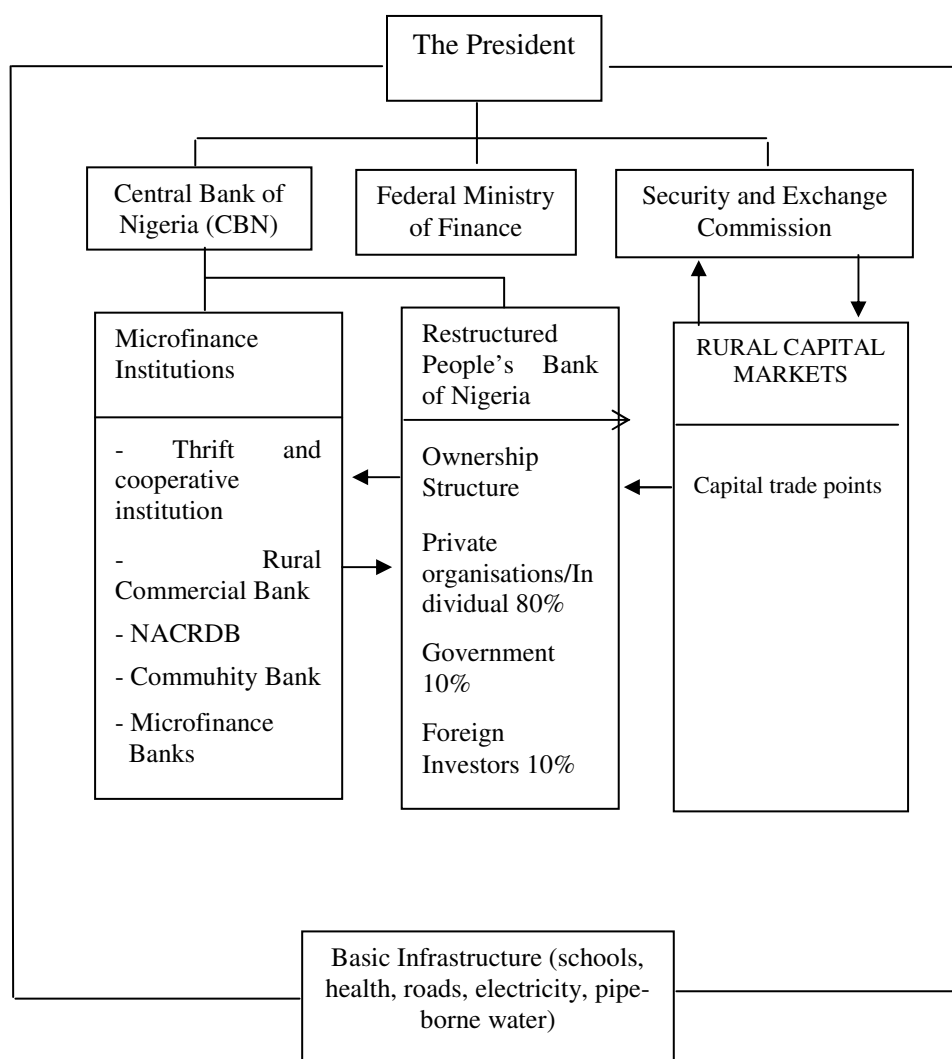 The President
Central Bank of
Nigeria (CBN)
Federal Ministry
of Finance
Security and Exchange
Commission
Microfinance
Institutions
- Thrift and
cooperative
institution
- Rural
Commercial Bank
- NACRDB
- Commuhity Bank
- Microfinance
Banks
Restructured
People's Bank
of Nigeria
Ownership
Structure
Private
organisations/In
dividual 80%
Government
10%
Foreign
Investors 10%
RURAL CAPITAL
MARKETS
Capital trade points
Basic Infrastructure (schools,
health, roads, electricity, pipe-
borne water)